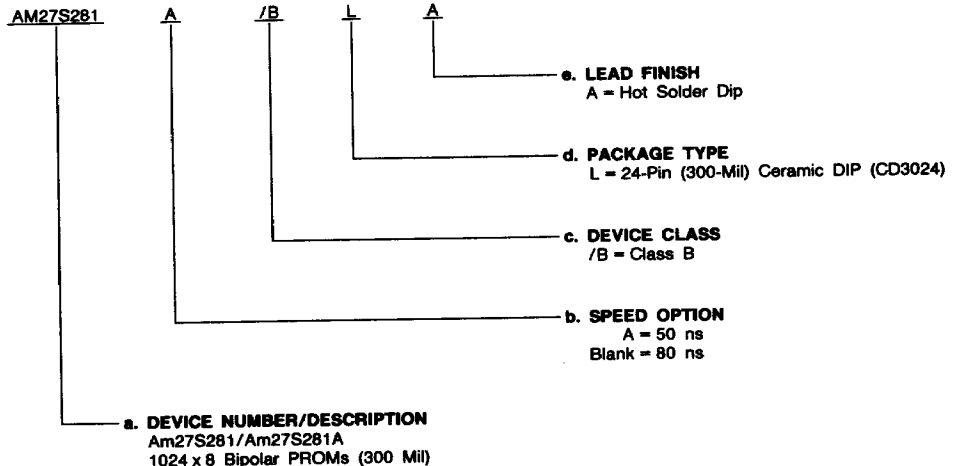 AM27S281 A /B L A
e. LEAD FINISH
A = Hot Solder Dip
d. PACKAGE TYPE
L = 24-Pin (300-Mil) Ceramic DIP (CD3024)
c. DEVICE CLASS
/B = Class B
b. SPEED OPTION
A = 50 ns
Blank = 80 ns
a. DEVICE NUMBER/DESCRIPTION
Am27S281/Am27S281A
1024 x 8 Bipolar PROMs (300 Mil)